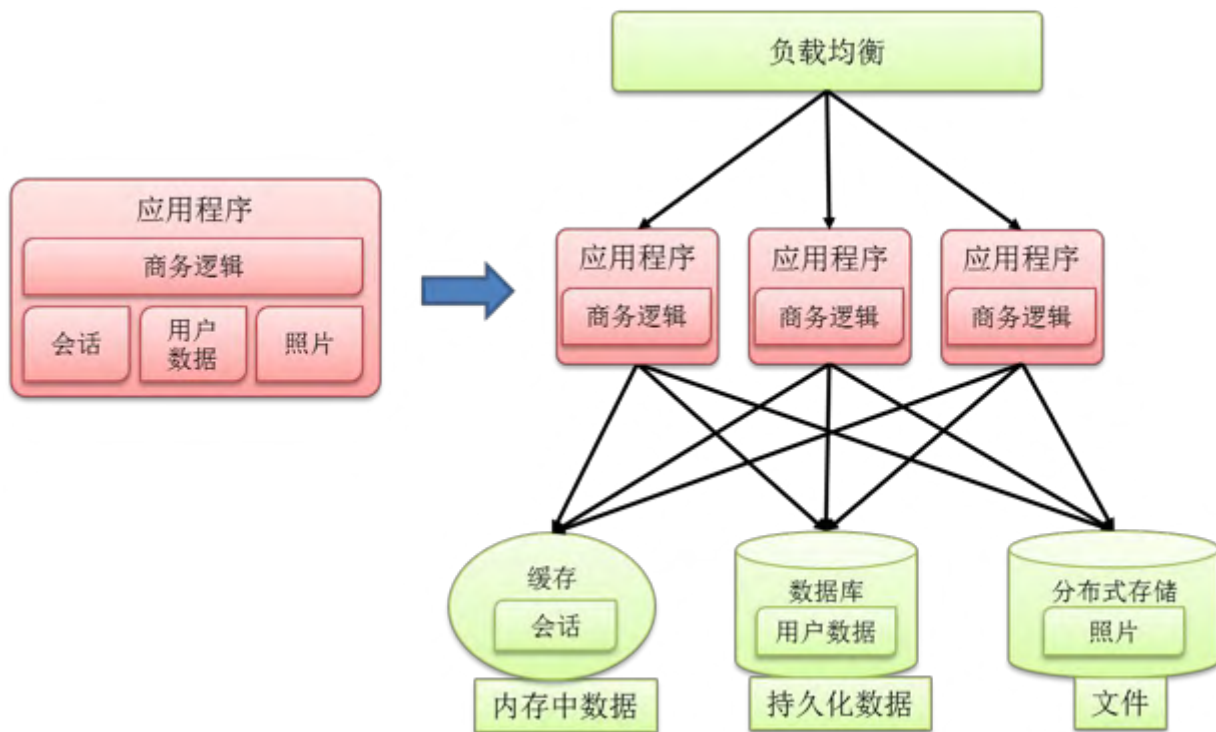 负载均衡
应用程序
商务逻辑
会话
用户
数据
照片
应用程序
商务逻辑
应用程序
商务逻辑
应用程序
商务逻辑
缓存
会话
内存中数据
数据库
用户数据
持久化数据
分布式存储
照片
文件